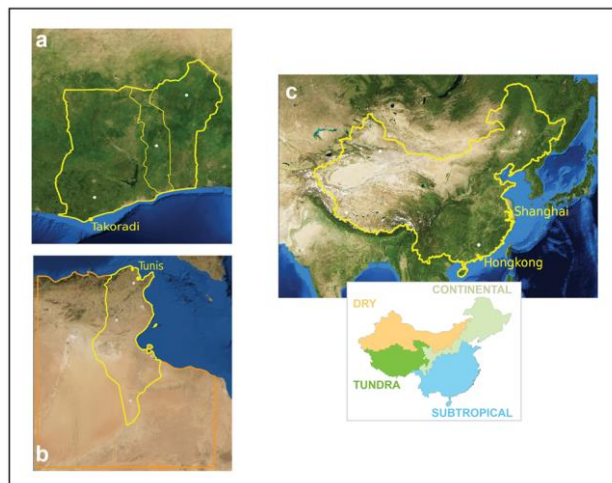 a
Takoradi
Tunis
b
c
Shanghai
Hongkong
CONTINENTAL
DRY
TUNDRA
SUBTROPICAL